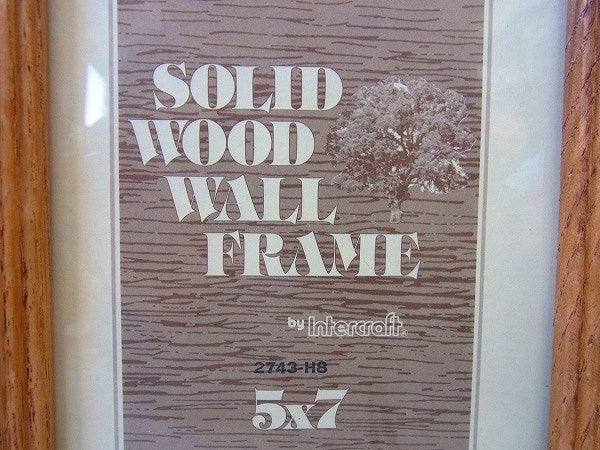 SOLID
WOOD
WALL
FRAME
by Intercraft®
2743-H8
5x7